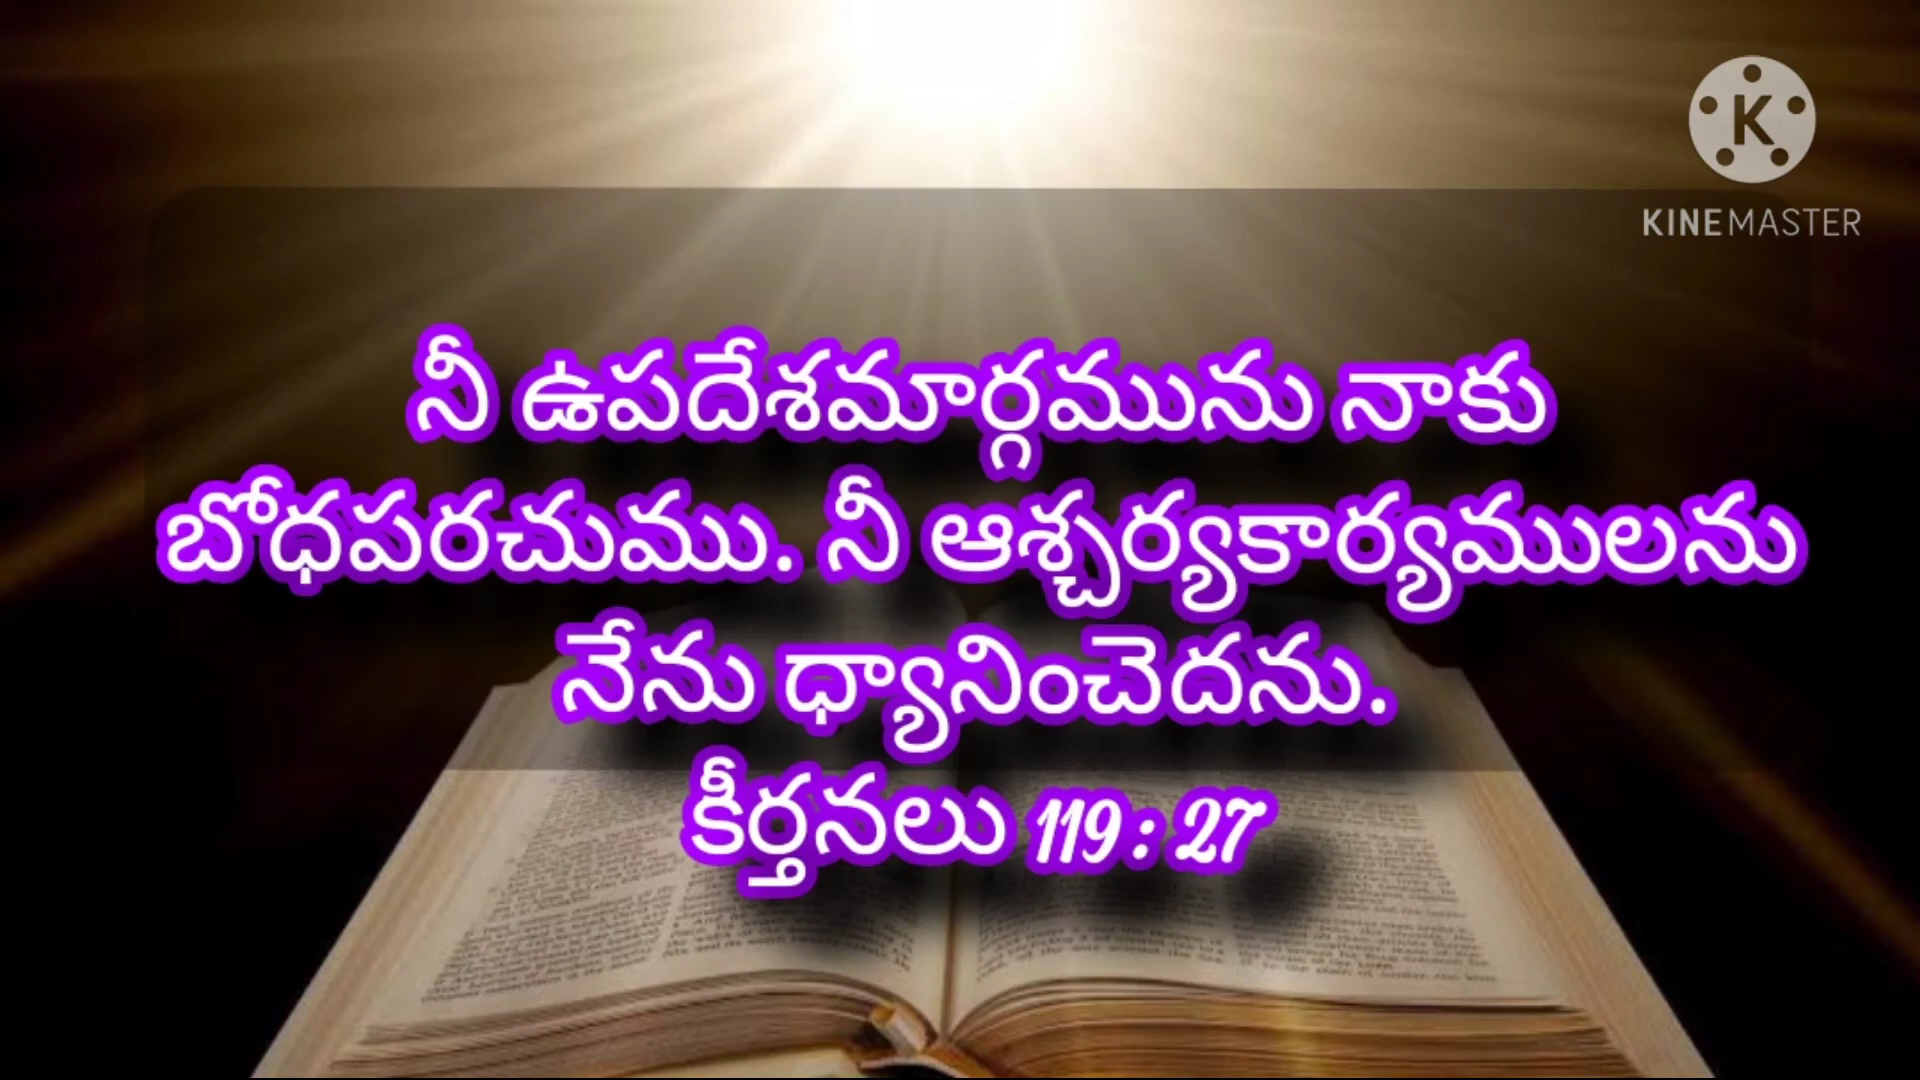 K
KINEMASTER
నీ ఉపదేశమార్గమును నాకు
బోధపరచుము. నీ ఆశ్చర్యకార్యములను
నేను ధ్యానించెదను.
కీర్తనలు 119 : 27